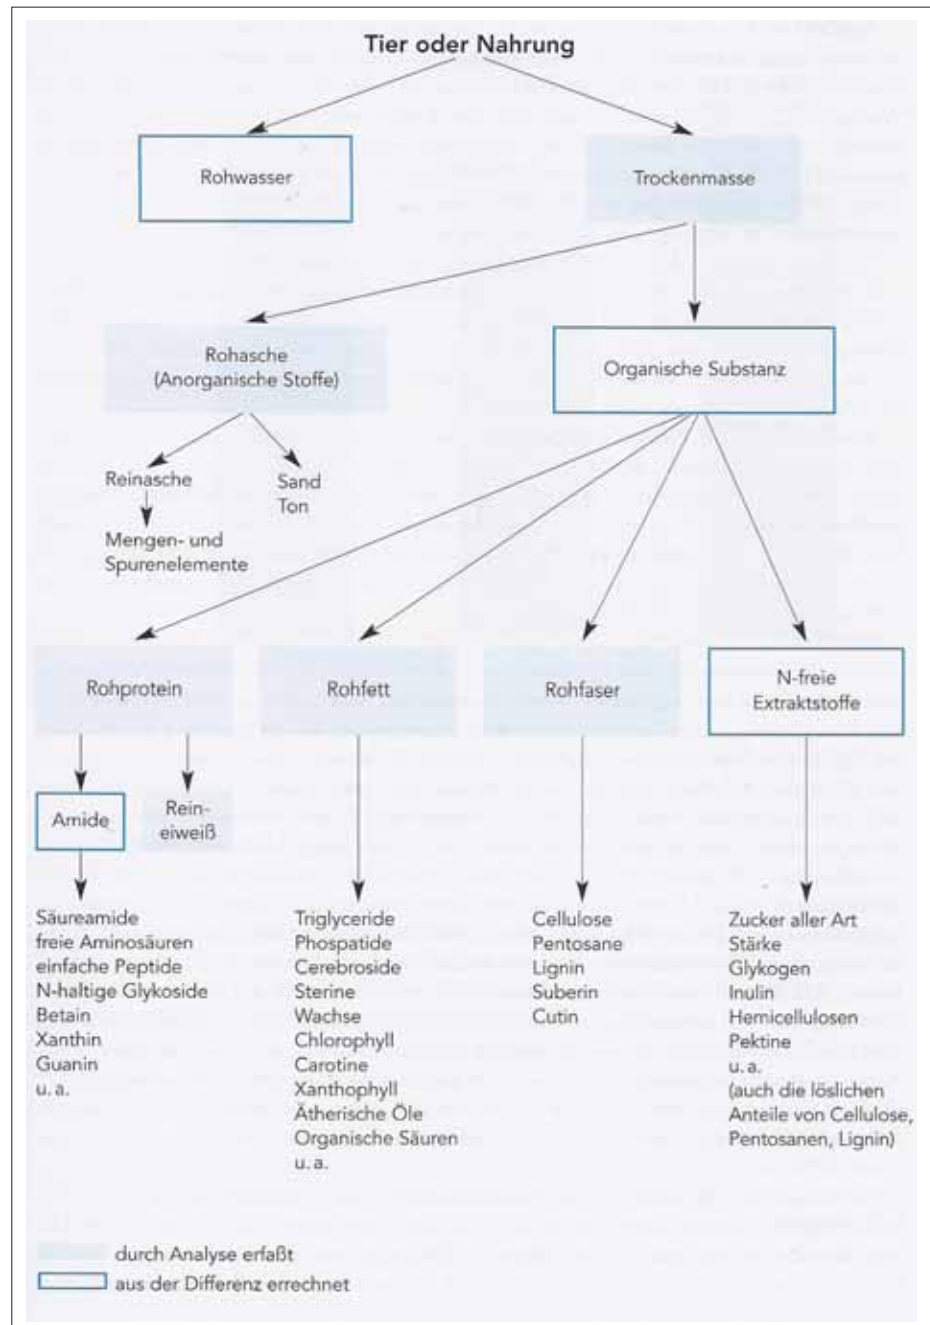 Tier oder Nahrung
Rohwasser
Trockenmasse
Rohasche
(Anorganische Stoffe)
Organische Substanz
Reinasche
Sand
Ton
Mengen- und
Spurenelemente
Rohprotein
Rohfett
Rohfaser
N-freie
Extraktstoffe
Amide
Rein-
eiweiß
Säureamide
freie Aminosäuren
einfache Peptide
N-haltige Glykoside
Betain
Xanthin
Guanin
u. a.
Triglyceride
Phospatide
Cerebroside
Sterine
Wachse
Chlorophyll
Carotine
Xanthophyll
Ätherische Öle
Organische Säuren
u. a.
Cellulose
Pentosane
Lignin
Suberin
Cutin
Zucker aller Art
Stärke
Glykogen
Inulin
Hemicellulosen
Pektine
u. a.
(auch die löslichen
Anteile von Cellulose,
Pentosanen, Lignin)
durch Analyse erfaßt
aus der Differenz errechnet